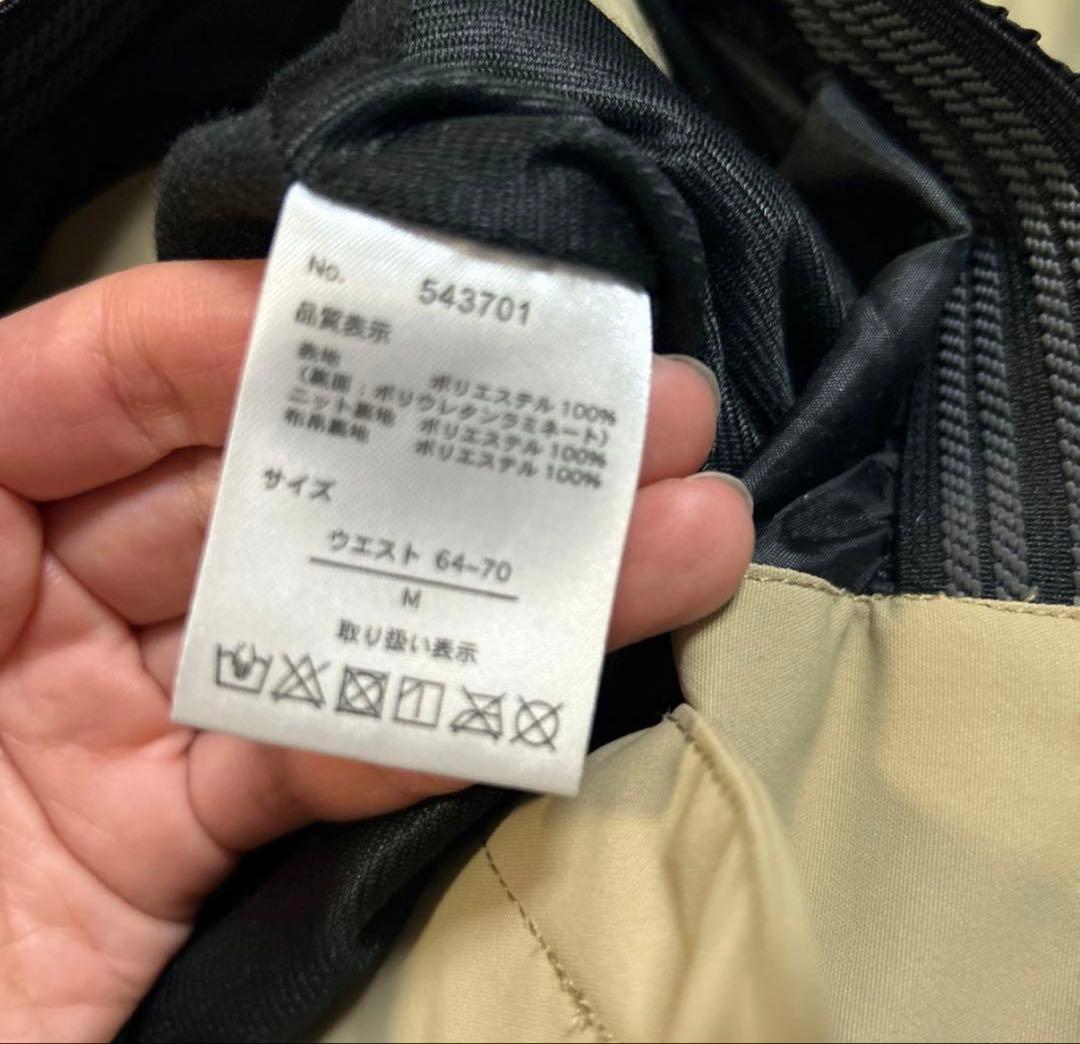 No. 543701
品質表示
表地 ポリエステル 100%
(裏面:ポリウレタンラミネート)
ニット裏地 ポリエステル 100%
布帛裏地 ポリエステル 100%
サイズ
ウエスト 64~70
M
取り扱い表示